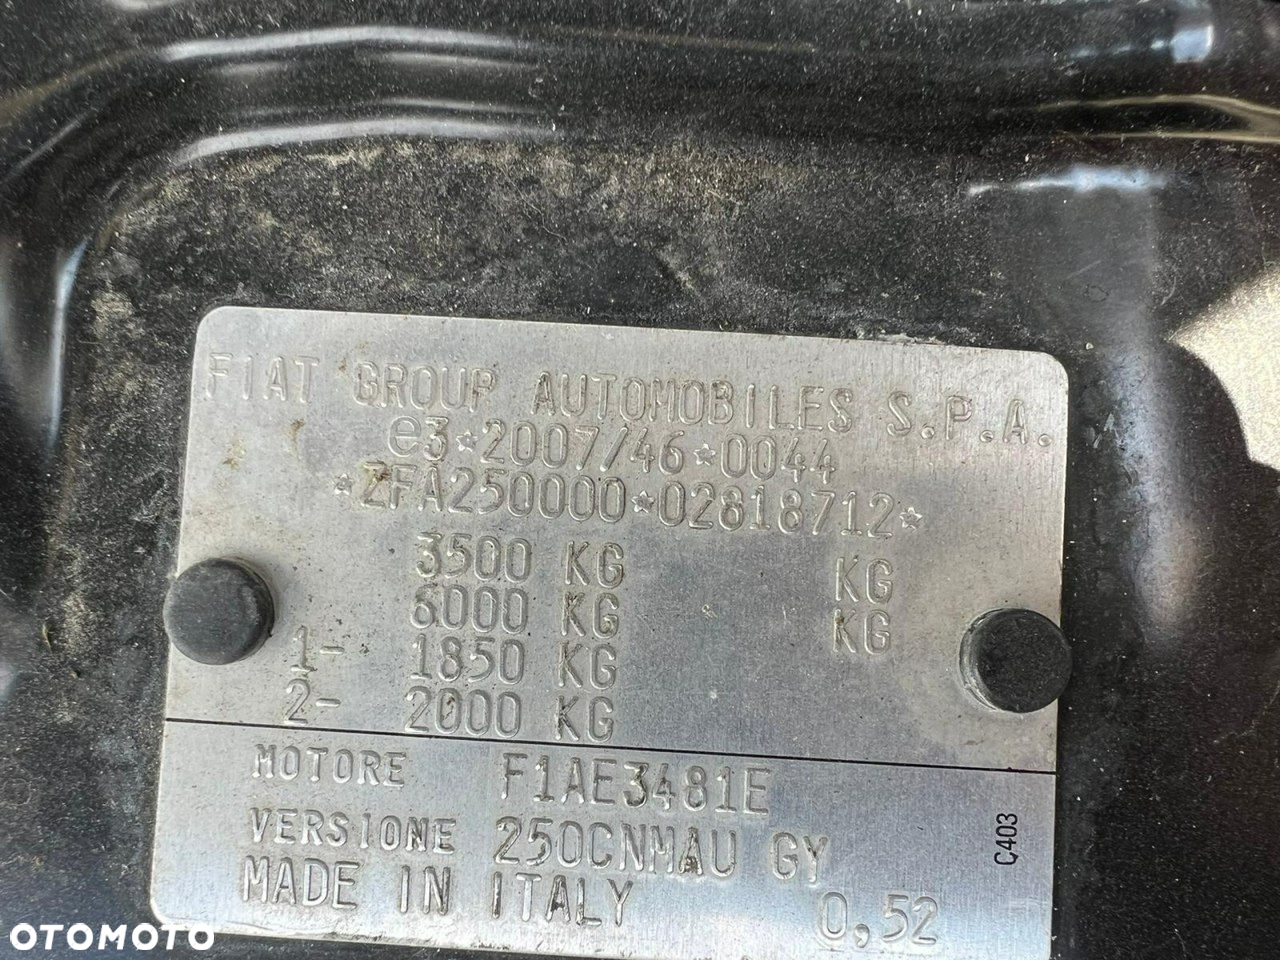 FIAT GROUP AUTOMOBILES S.P.A.
e3*2007/46*0044
*ZFA250000*02818712*
3500 KG KG
6000 KG KG
1- 1850 KG
2- 2000 KG
MOTORE F1AE3481E
VERSIONE 250CNMAU GY
MADE IN ITALY 0,52
C403
OTOMOTO